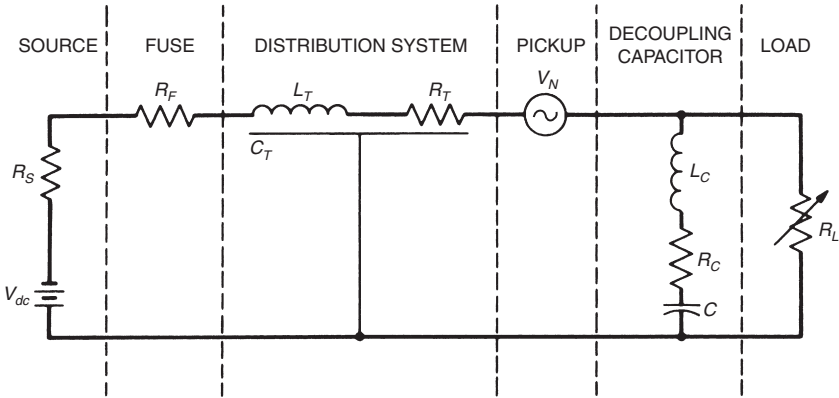 SOURCE
FUSE
DISTRIBUTION SYSTEM
PICKUP
DECOUPLING
CAPACITOR
LOAD
R_F
L_T
R_T
V_N
C_T
R_S
L_C
R_L
R_C
V_dc
C